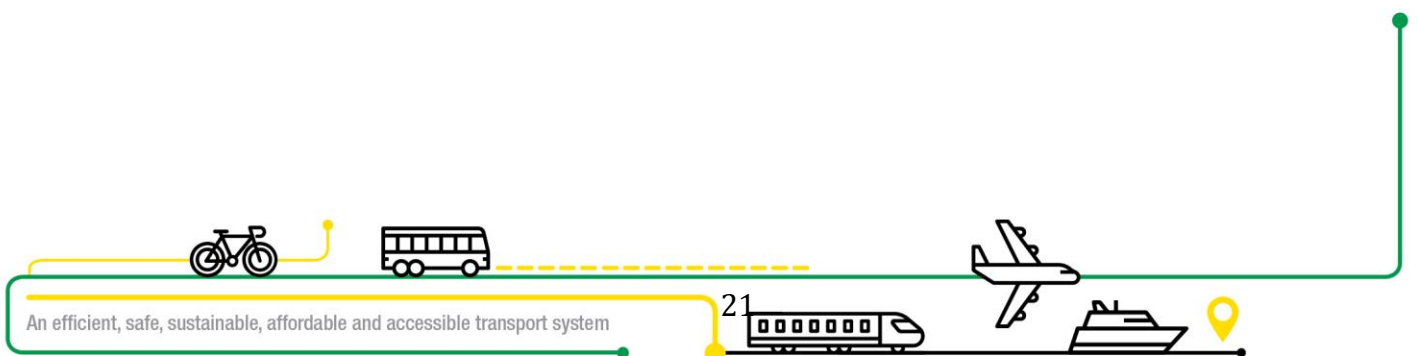 21
An efficient, safe, sustainable, affordable and accessible transport system